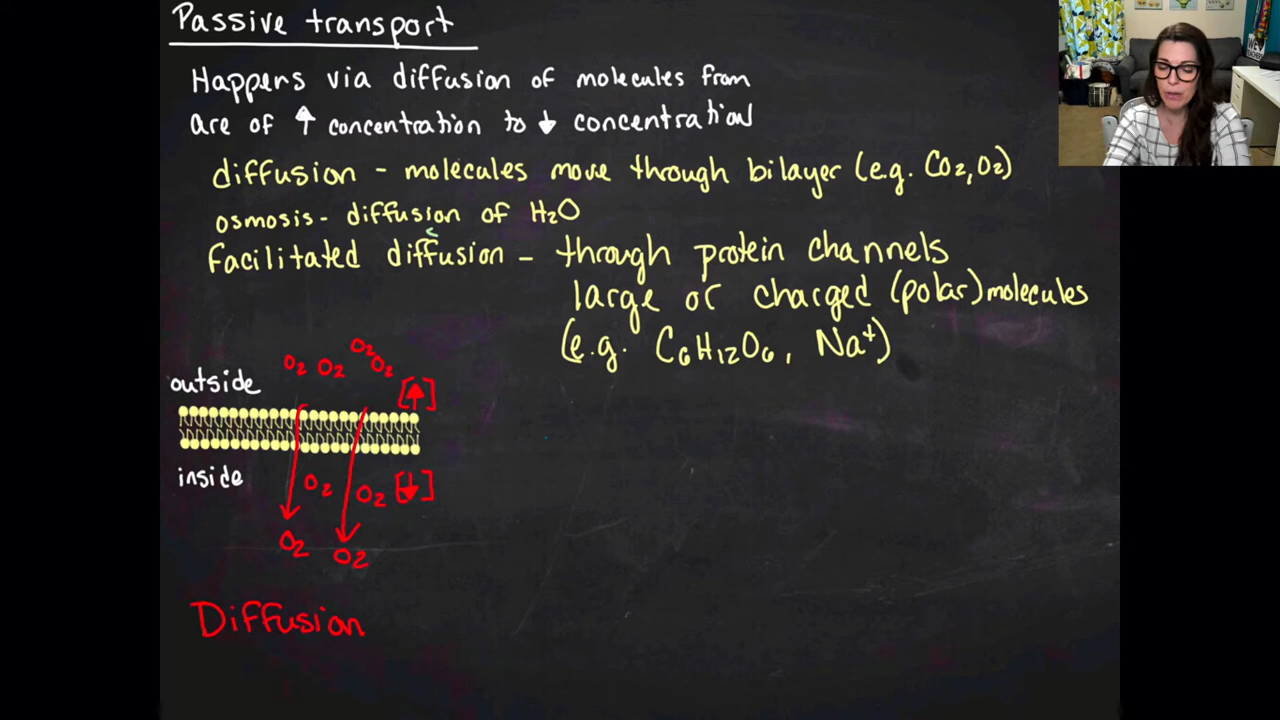 Passive transport
Happens via diffusion of molecules from
are of ↑ concentration to ↓ concentration
diffusion - molecules move through bilayer (e.g. CO2, O2)
osmosis - diffusion of H2O
Facilitated diffusion - through protein channels
large or charged (polar) molecules
(e.g. C6H12O6, Na+)
O2 O2 O2 O2
outside [↑]
inside O2 O2 [↓]
O2 O2
Diffusion